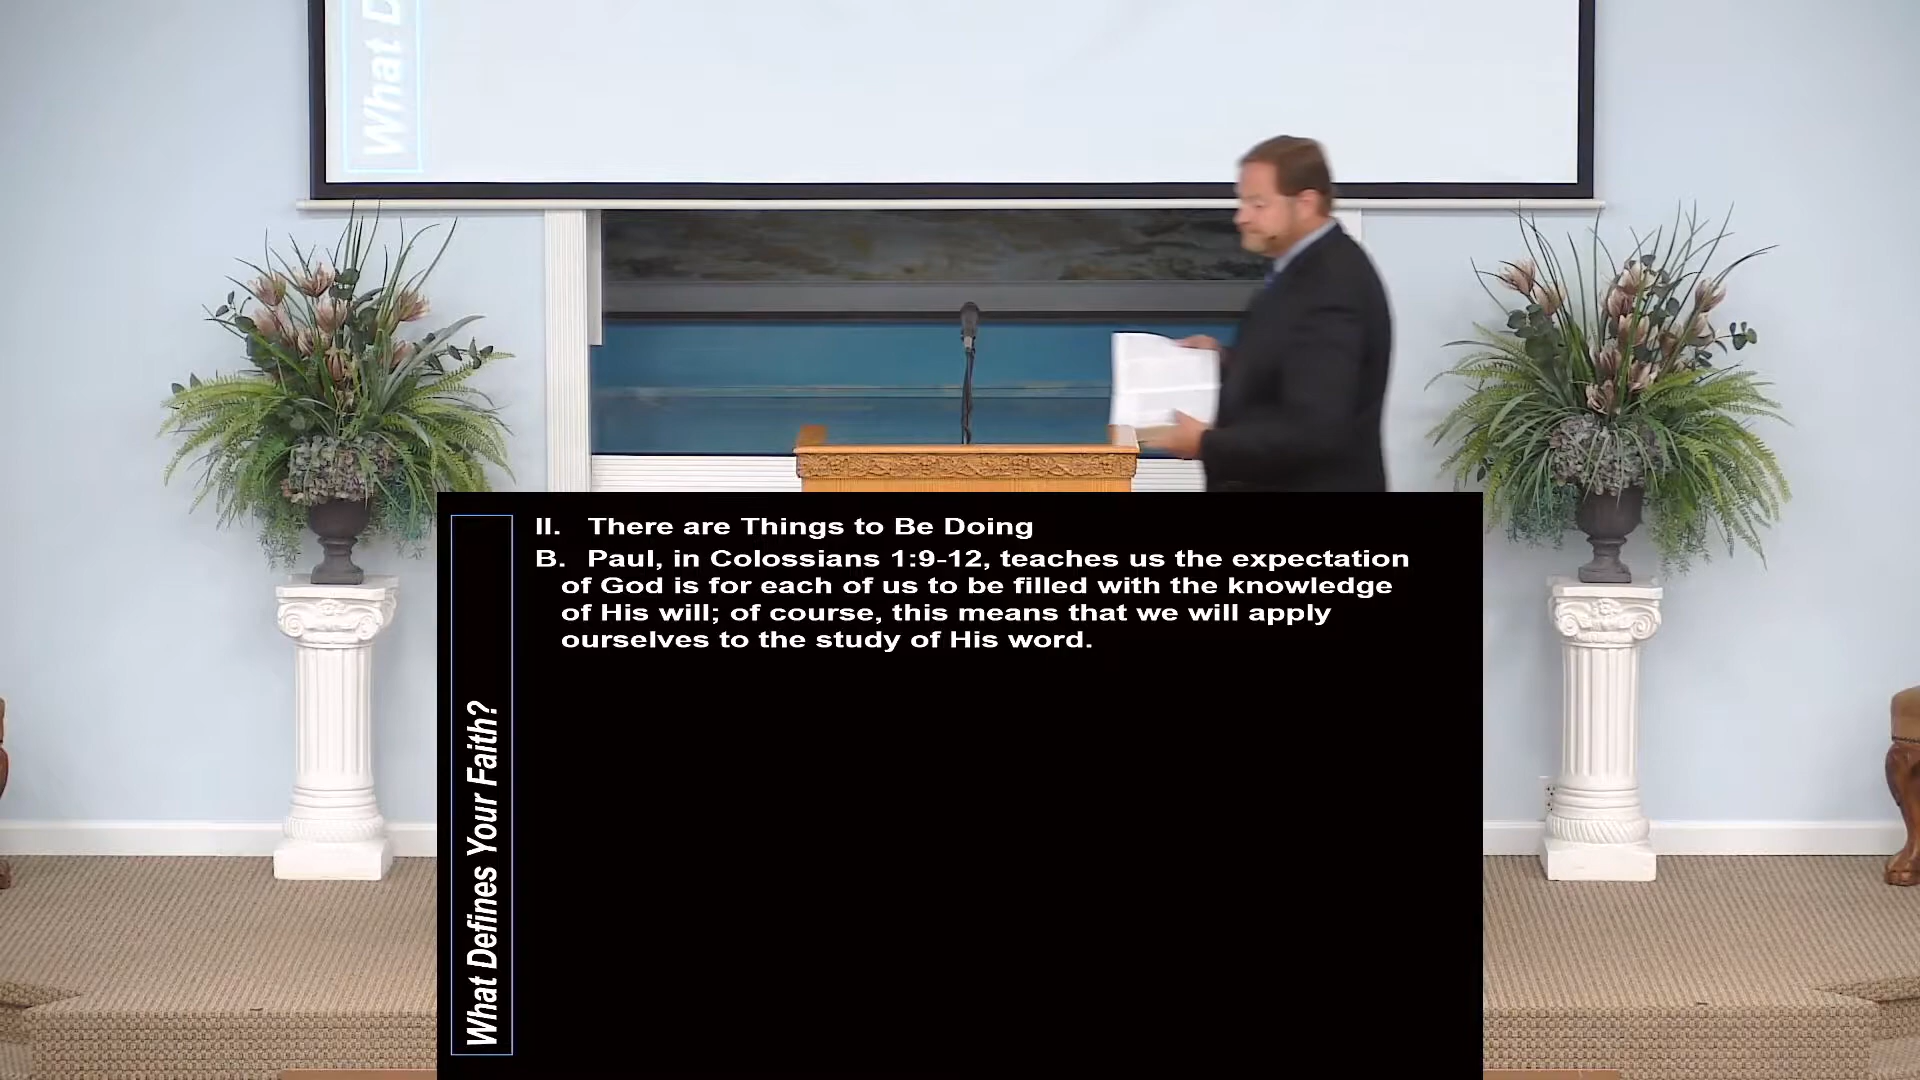 What D
II. There are Things to Be Doing
B. Paul, in Colossians 1:9-12, teaches us the expectation
of God is for each of us to be filled with the knowledge
of His will; of course, this means that we will apply
ourselves to the study of His word.
What Defines Your Faith?